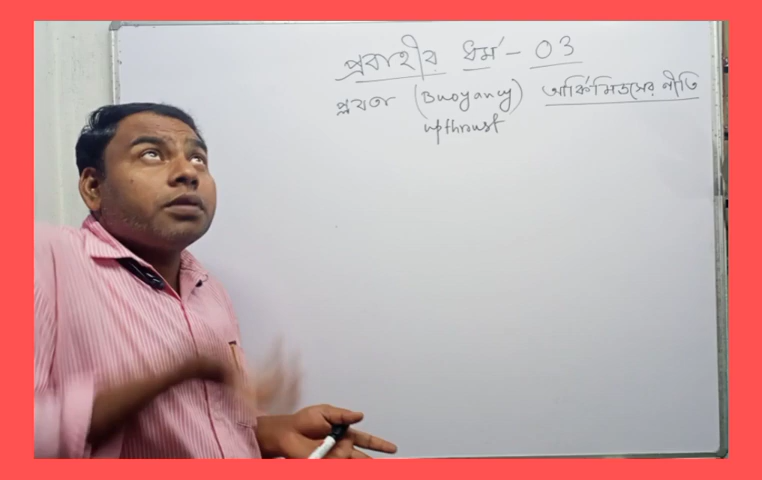 প্রবাহীর ধর্ম - 03
প্লবতা (Buoyancy) আর্কিমিডিসের নীতি
upthrust